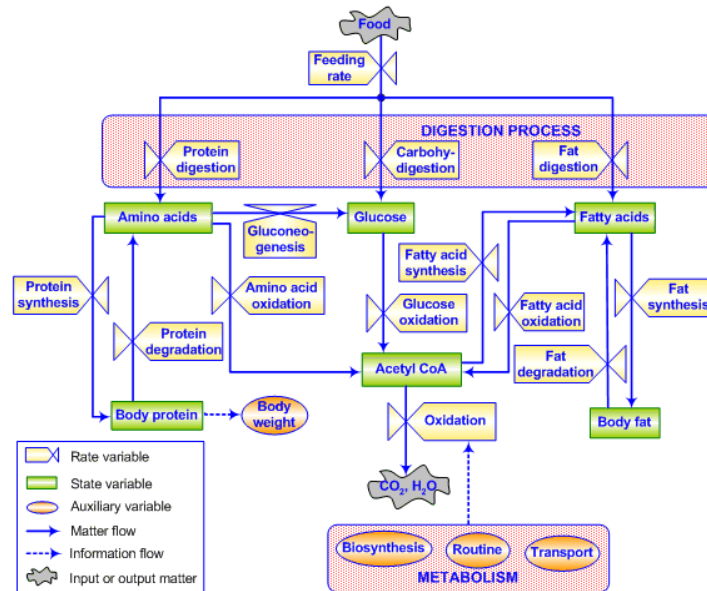 Food
Feeding
rate
DIGESTION PROCESS
Protein
digestion
Carbohy-
digestion
Fat
digestion
Amino acids
Glucose
Fatty acids
Gluconeo-
genesis
Protein
synthesis
Amino acid
oxidation
Fatty acid
synthesis
Glucose
oxidation
Fatty acid
oxidation
Fat
synthesis
Protein
degradation
Fat
degradation
Acetyl CoA
Body protein
Body
weight
Oxidation
Body fat
CO₂, H₂O
Biosynthesis
Routine
Transport
METABOLISM
Rate variable
State variable
Auxiliary variable
Matter flow
Information flow
Input or output matter